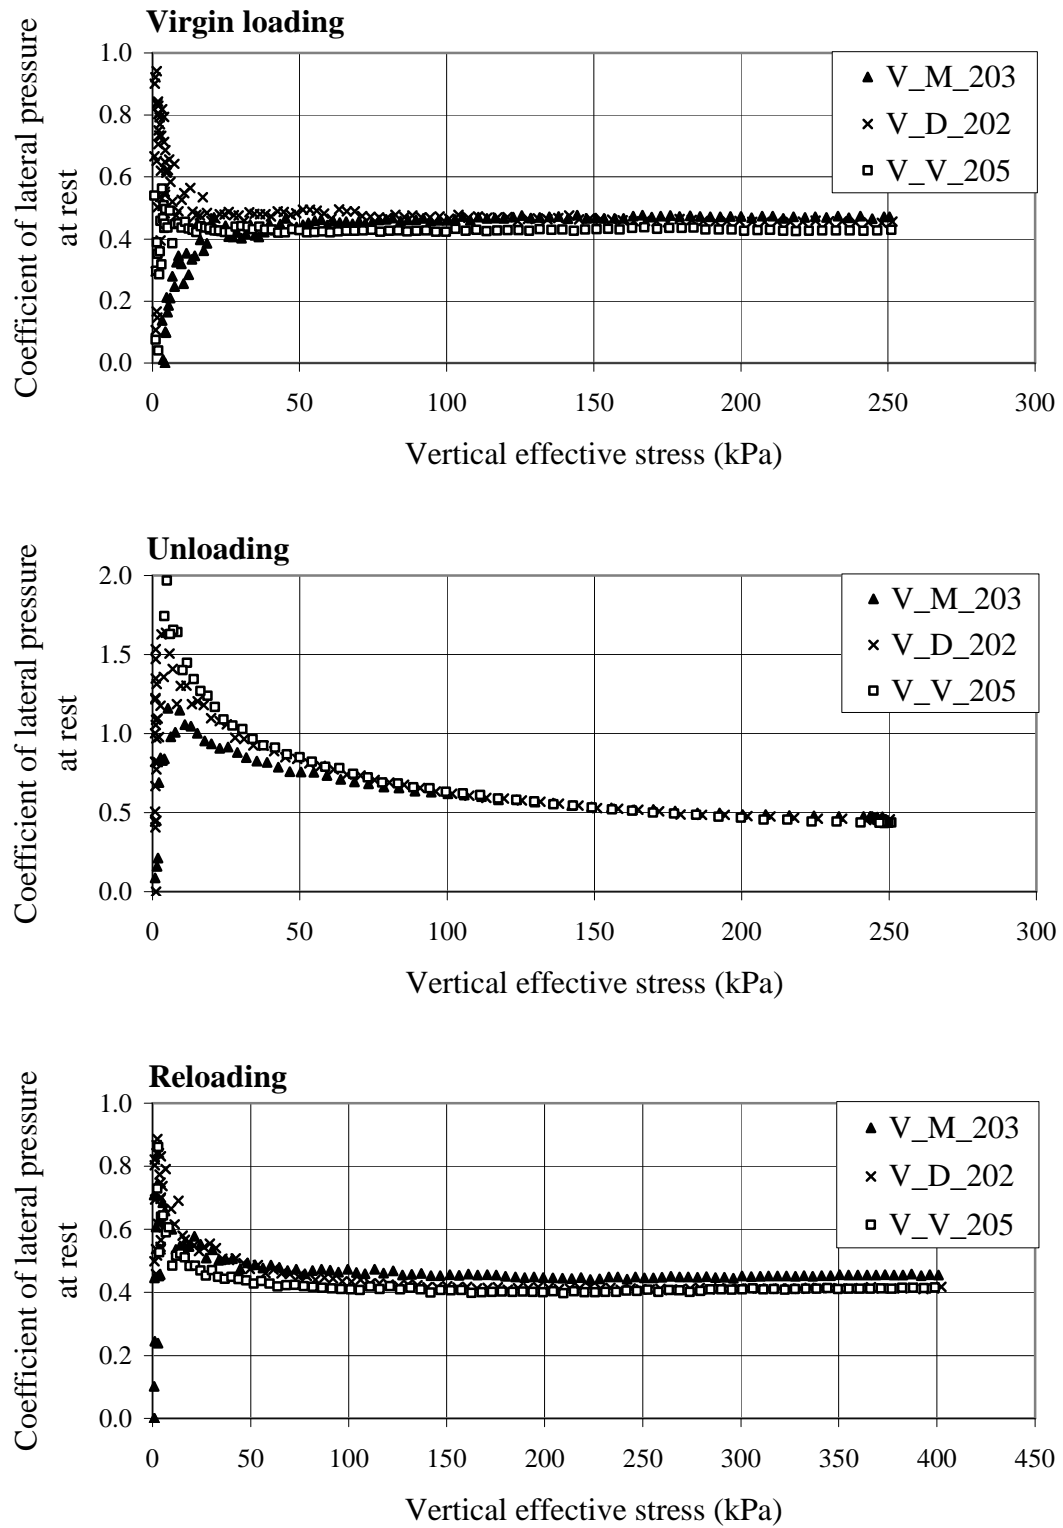 Virgin loading
Coefficient of lateral pressure
at rest
1.0
0.8
0.6
0.4
0.2
0.0
V_M_203
V_D_202
V_V_205
0 50 100 150 200 250 300
Vertical effective stress (kPa)
Unloading
Coefficient of lateral pressure
at rest
2.0
1.5
1.0
0.5
0.0
V_M_203
V_D_202
V_V_205
0 50 100 150 200 250 300
Vertical effective stress (kPa)
Reloading
Coefficient of lateral pressure
at rest
1.0
0.8
0.6
0.4
0.2
0.0
V_M_203
V_D_202
V_V_205
0 50 100 150 200 250 300 350 400 450
Vertical effective stress (kPa)